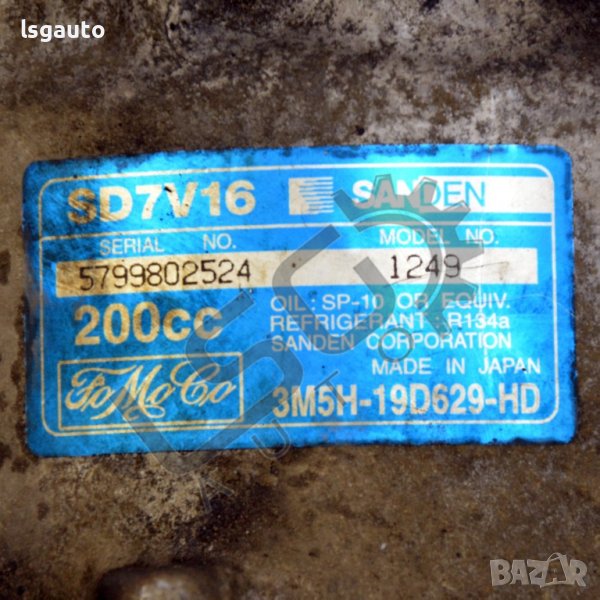 lsgauto
SD7V16 SANDEN
SERIAL NO. MODEL NO.
5799802524 1249
200cc
OIL: SP-10 OR EQUIV.
REFRIGERANT : R134a
SANDEN CORPORATION
MADE IN JAPAN
FoMoCo
3M5H-19D629-HD
BAZAR